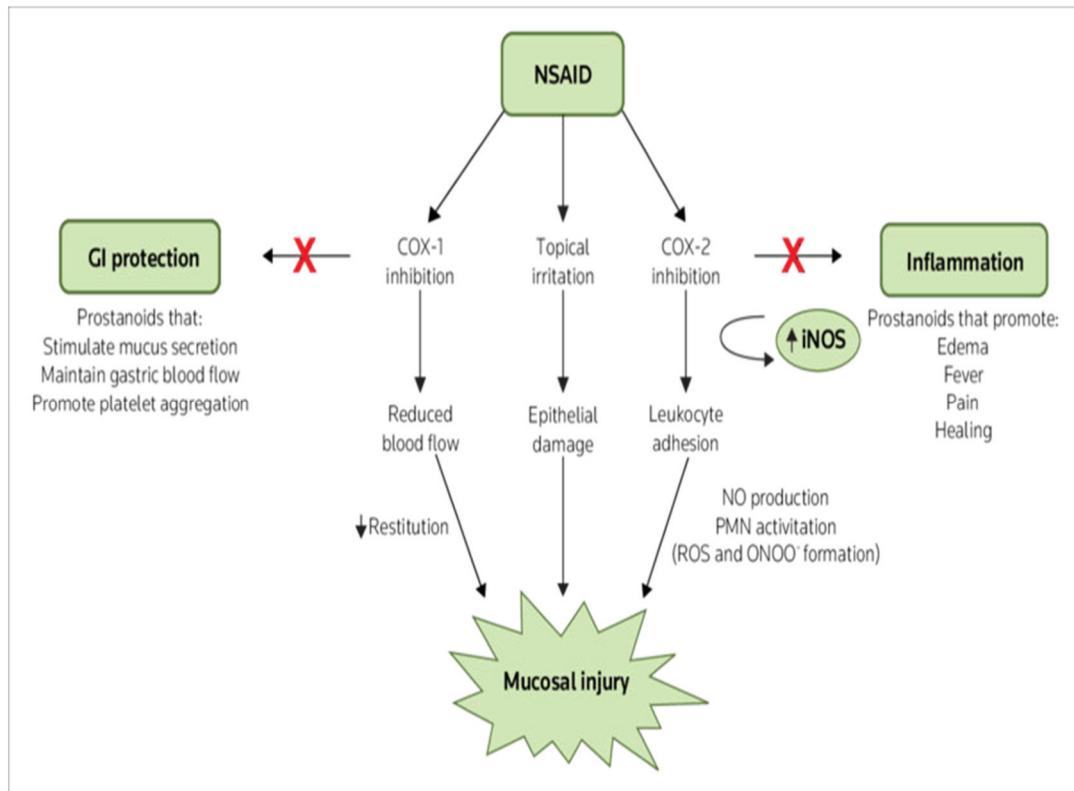 NSAID
GI protection
Prostanoids that:
Stimulate mucus secretion
Maintain gastric blood flow
Promote platelet aggregation
COX-1
inhibition
Topical
irritation
COX-2
inhibition
Inflammation
Prostanoids that promote:
Edema
Fever
Pain
Healing
↑iNOS
Reduced
blood flow
Epithelial
damage
Leukocyte
adhesion
↓Restitution
NO production
PMN activitation
(ROS and ONOO⁻ formation)
Mucosal injury